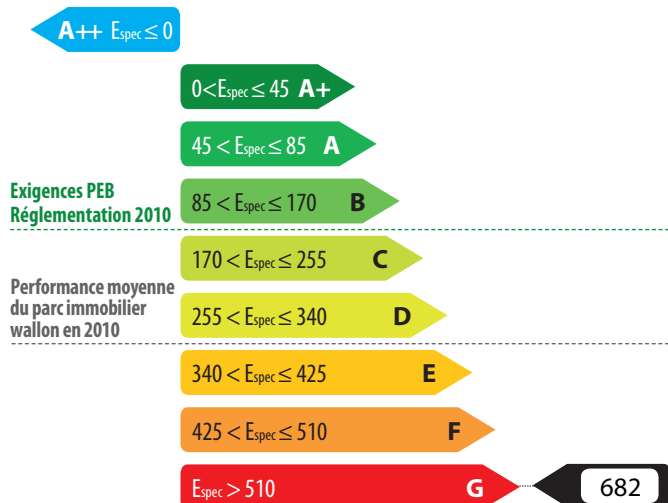 A++ Espec ≤ 0
0 < Espec ≤ 45 A+
45 < Espec ≤ 85 A
Exigences PEB
Réglementation 2010
85 < Espec ≤ 170 B
170 < Espec ≤ 255 C
Performance moyenne
du parc immobilier
wallon en 2010
255 < Espec ≤ 340 D
340 < Espec ≤ 425 E
425 < Espec ≤ 510 F
Espec > 510 G 682